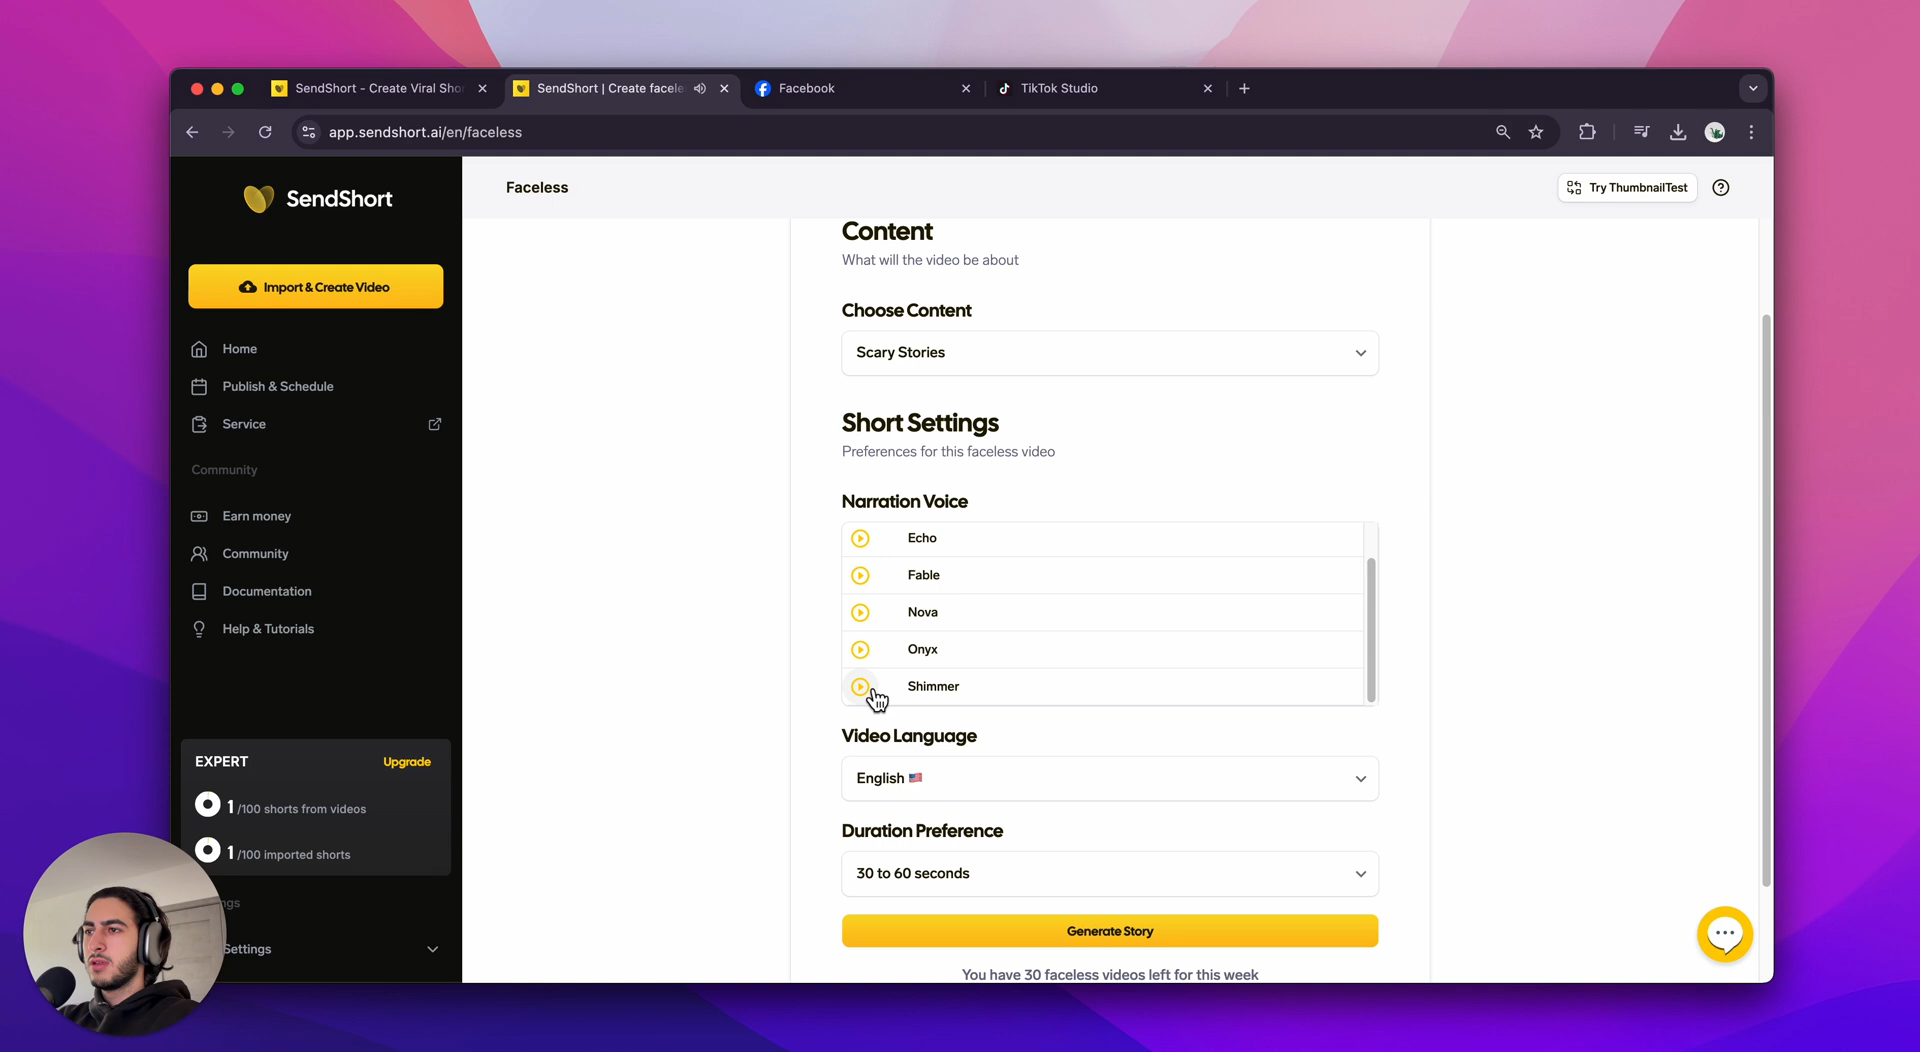 SendShort - Create Viral Sho
SendShort | Create facele
Facebook
TikTok Studio
app.sendshort.ai/en/faceless
SendShort
Faceless
Try ThumbnailTest
Import & Create Video
Home
Publish & Schedule
Service
Community
Earn money
Community
Documentation
Help & Tutorials
EXPERT
Upgrade
1 /100 shorts from videos
1 /100 imported shorts
ngs
Settings
Content
What will the video be about
Choose Content
Scary Stories
Short Settings
Preferences for this faceless video
Narration Voice
Echo
Fable
Nova
Onyx
Shimmer
Video Language
English
Duration Preference
30 to 60 seconds
Generate Story
You have 30 faceless videos left for this week